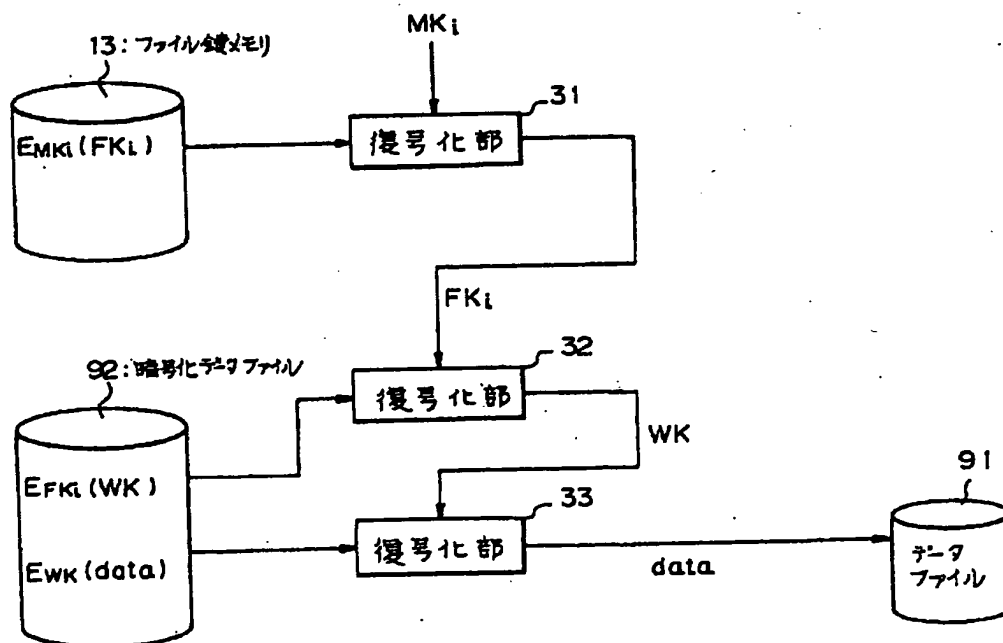 MKi
13:ファイル鍵メモリ
31
EMKi(FKi)
復号化部
FKi
32
92:暗号化データファイル
復号化部
WK
EFKi(WK)
33
91
EWK(data)
復号化部
data
データ
ファイル